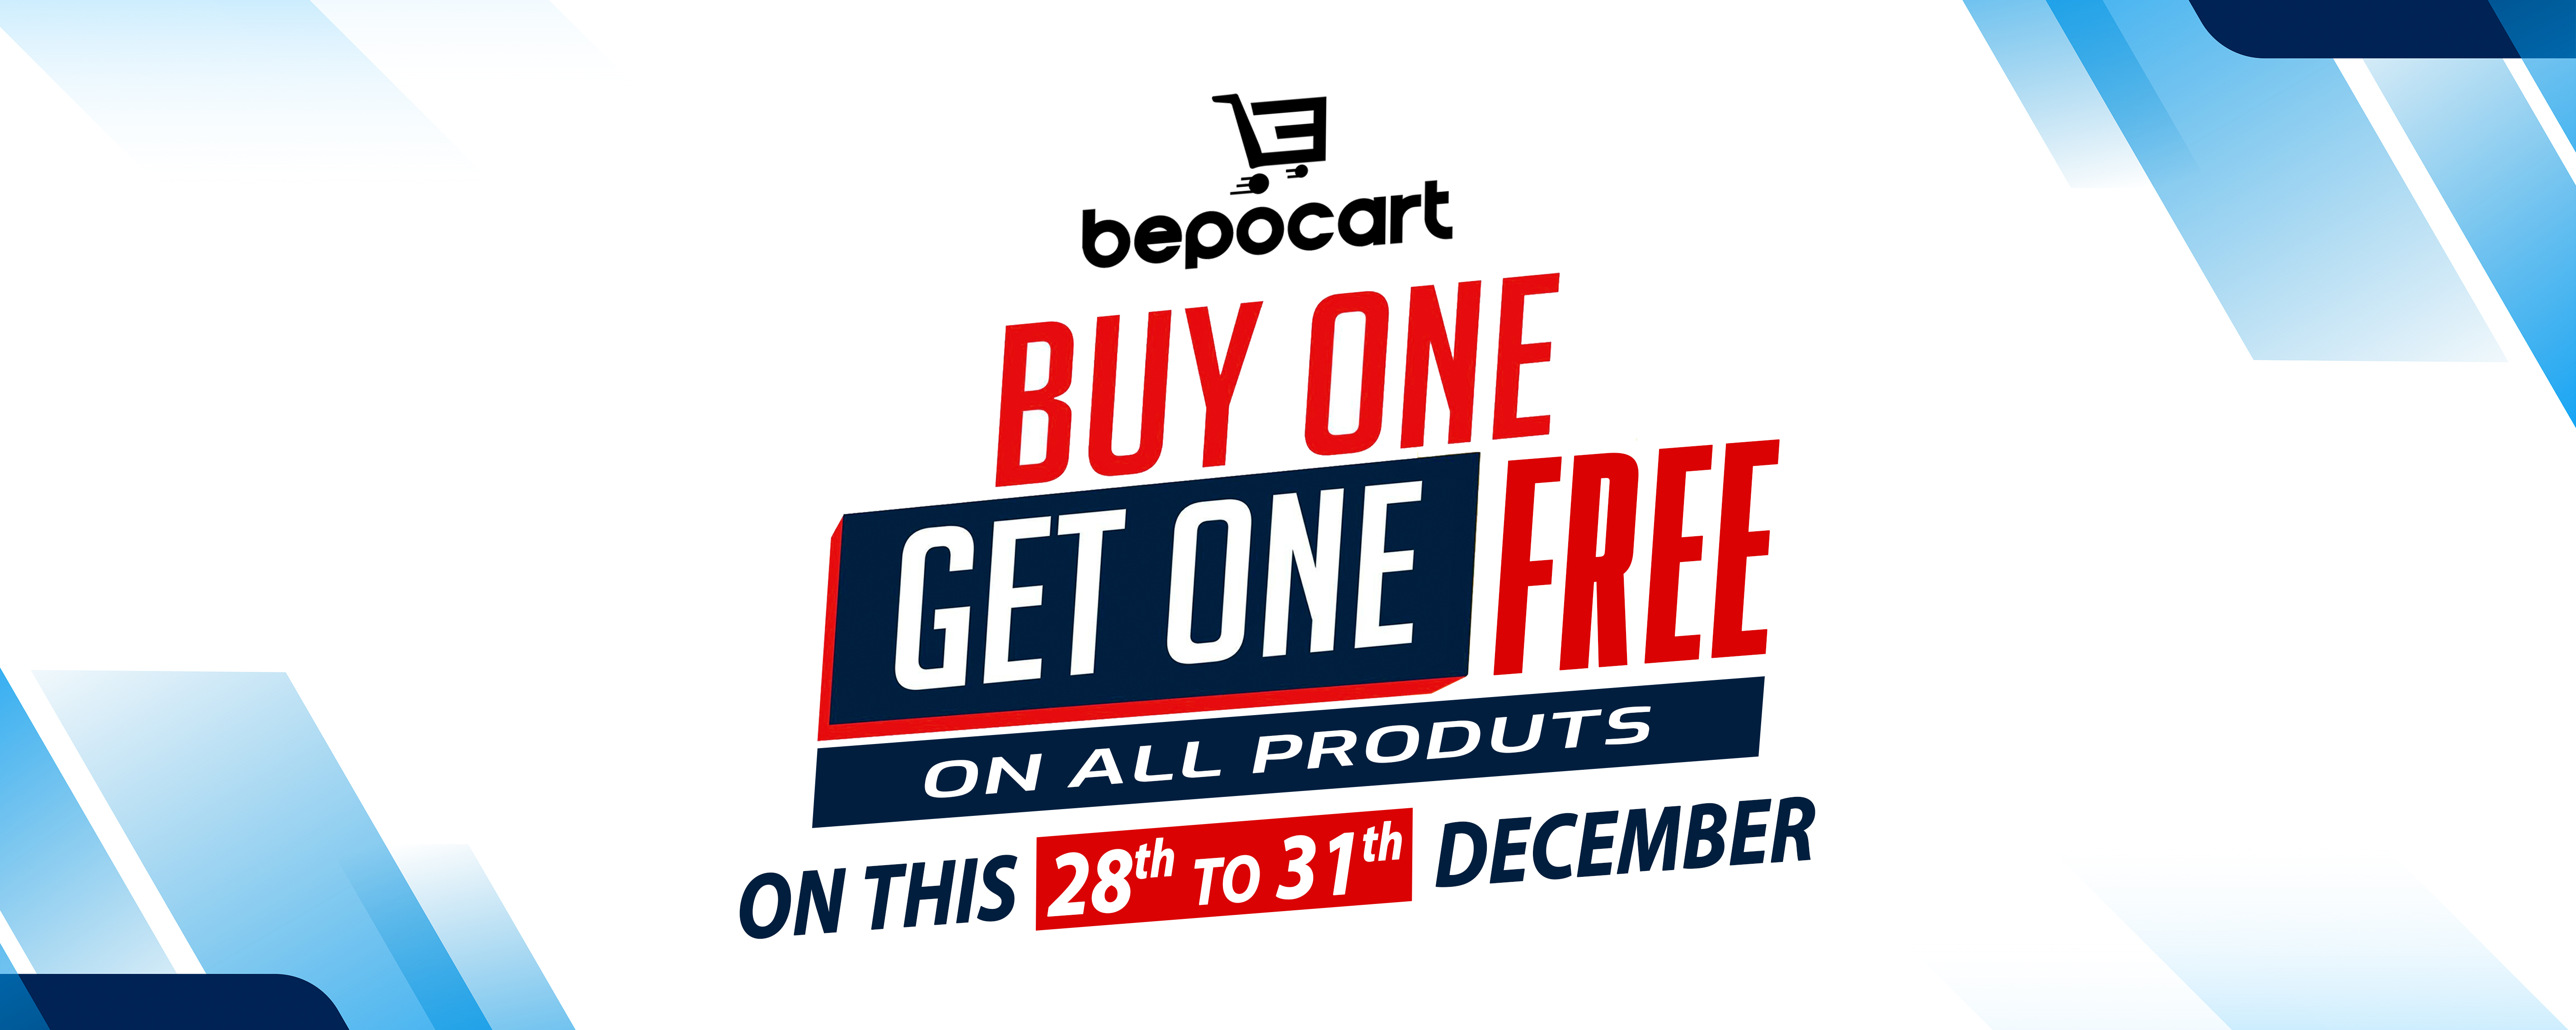 bepocart
BUY ONE
GET ONE FREE
ON ALL PRODUTS
ON THIS 28th TO 31th DECEMBER